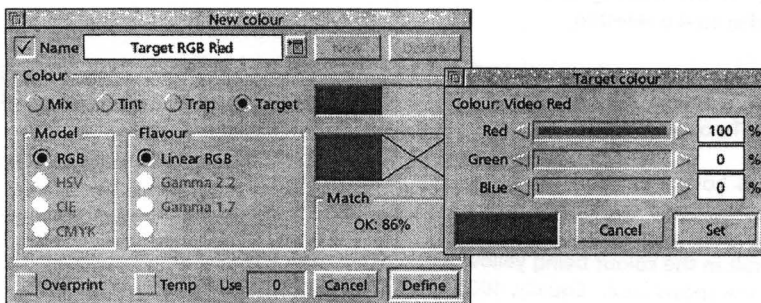 New colour
Name Target RGB Red New Delete
Colour
Mix Tint Trap Target
Model
RGB
HSV
CIE
CMYK
Flavour
Linear RGB
Gamma 2.2
Gamma 1.7
Match
OK: 86%
Overprint Temp Use 0 Cancel Define
Target colour
Colour: Video Red
Red 100 %
Green 0 %
Blue 0 %
Cancel Set